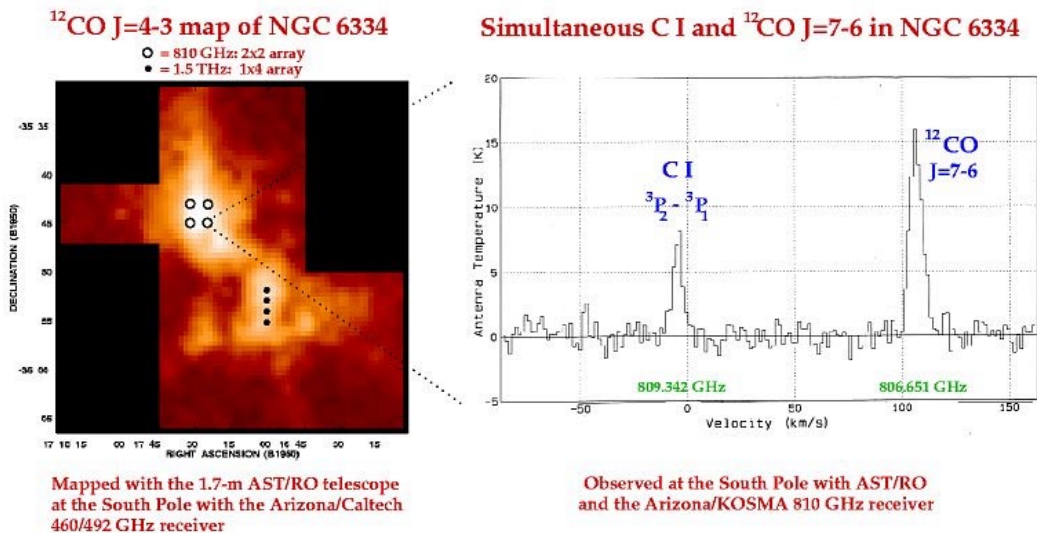 ¹²CO J=4-3 map of NGC 6334
= 810 GHz: 2x2 array
= 1.5 THz: 1x4 array
-35 35
40
45
50
55
-36 00
05
DECLINATION (B1950)
17 18 15 00 17 45 30 15 00 16 45 30 15
RIGHT ASCENSION (B1950)
Mapped with the 1.7-m AST/RO telescope
at the South Pole with the Arizona/Caltech
460/492 GHz receiver
Simultaneous C I and ¹²CO J=7-6 in NGC 6334
20
15
10
5
0
-5
Antenna Temperature [K]
C I
³P₂ - ³P₁
¹²CO
J=7-6
809.342 GHz
806.651 GHz
-50 0 50 100 150
Velocity (km/s)
Observed at the South Pole with AST/RO
and the Arizona/KOSMA 810 GHz receiver